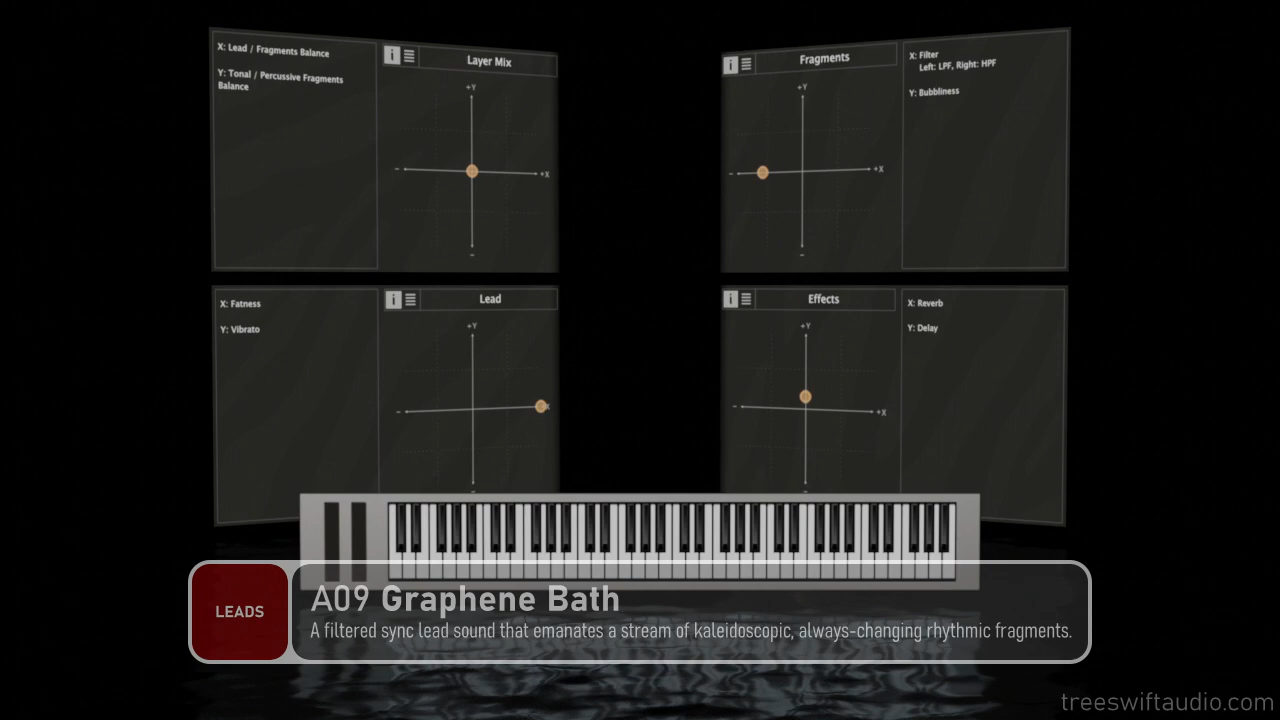 X: Lead / Fragments Balance
Y: Tonal / Percussive Fragments
Balance
i
Layer Mix
+Y
-
+X
-
i
Fragments
+Y
-
+X
-
X: Filter
Left: LPF, Right: HPF
Y: Bubbliness
X: Fatness
Y: Vibrato
i
Lead
+Y
-
X
-
i
Effects
+Y
-
+X
-
X: Reverb
Y: Delay
LEADS
A09 Graphene Bath
A filtered sync lead sound that emanates a stream of kaleidoscopic, always-changing rhythmic fragments.
treeswiftaudio.com